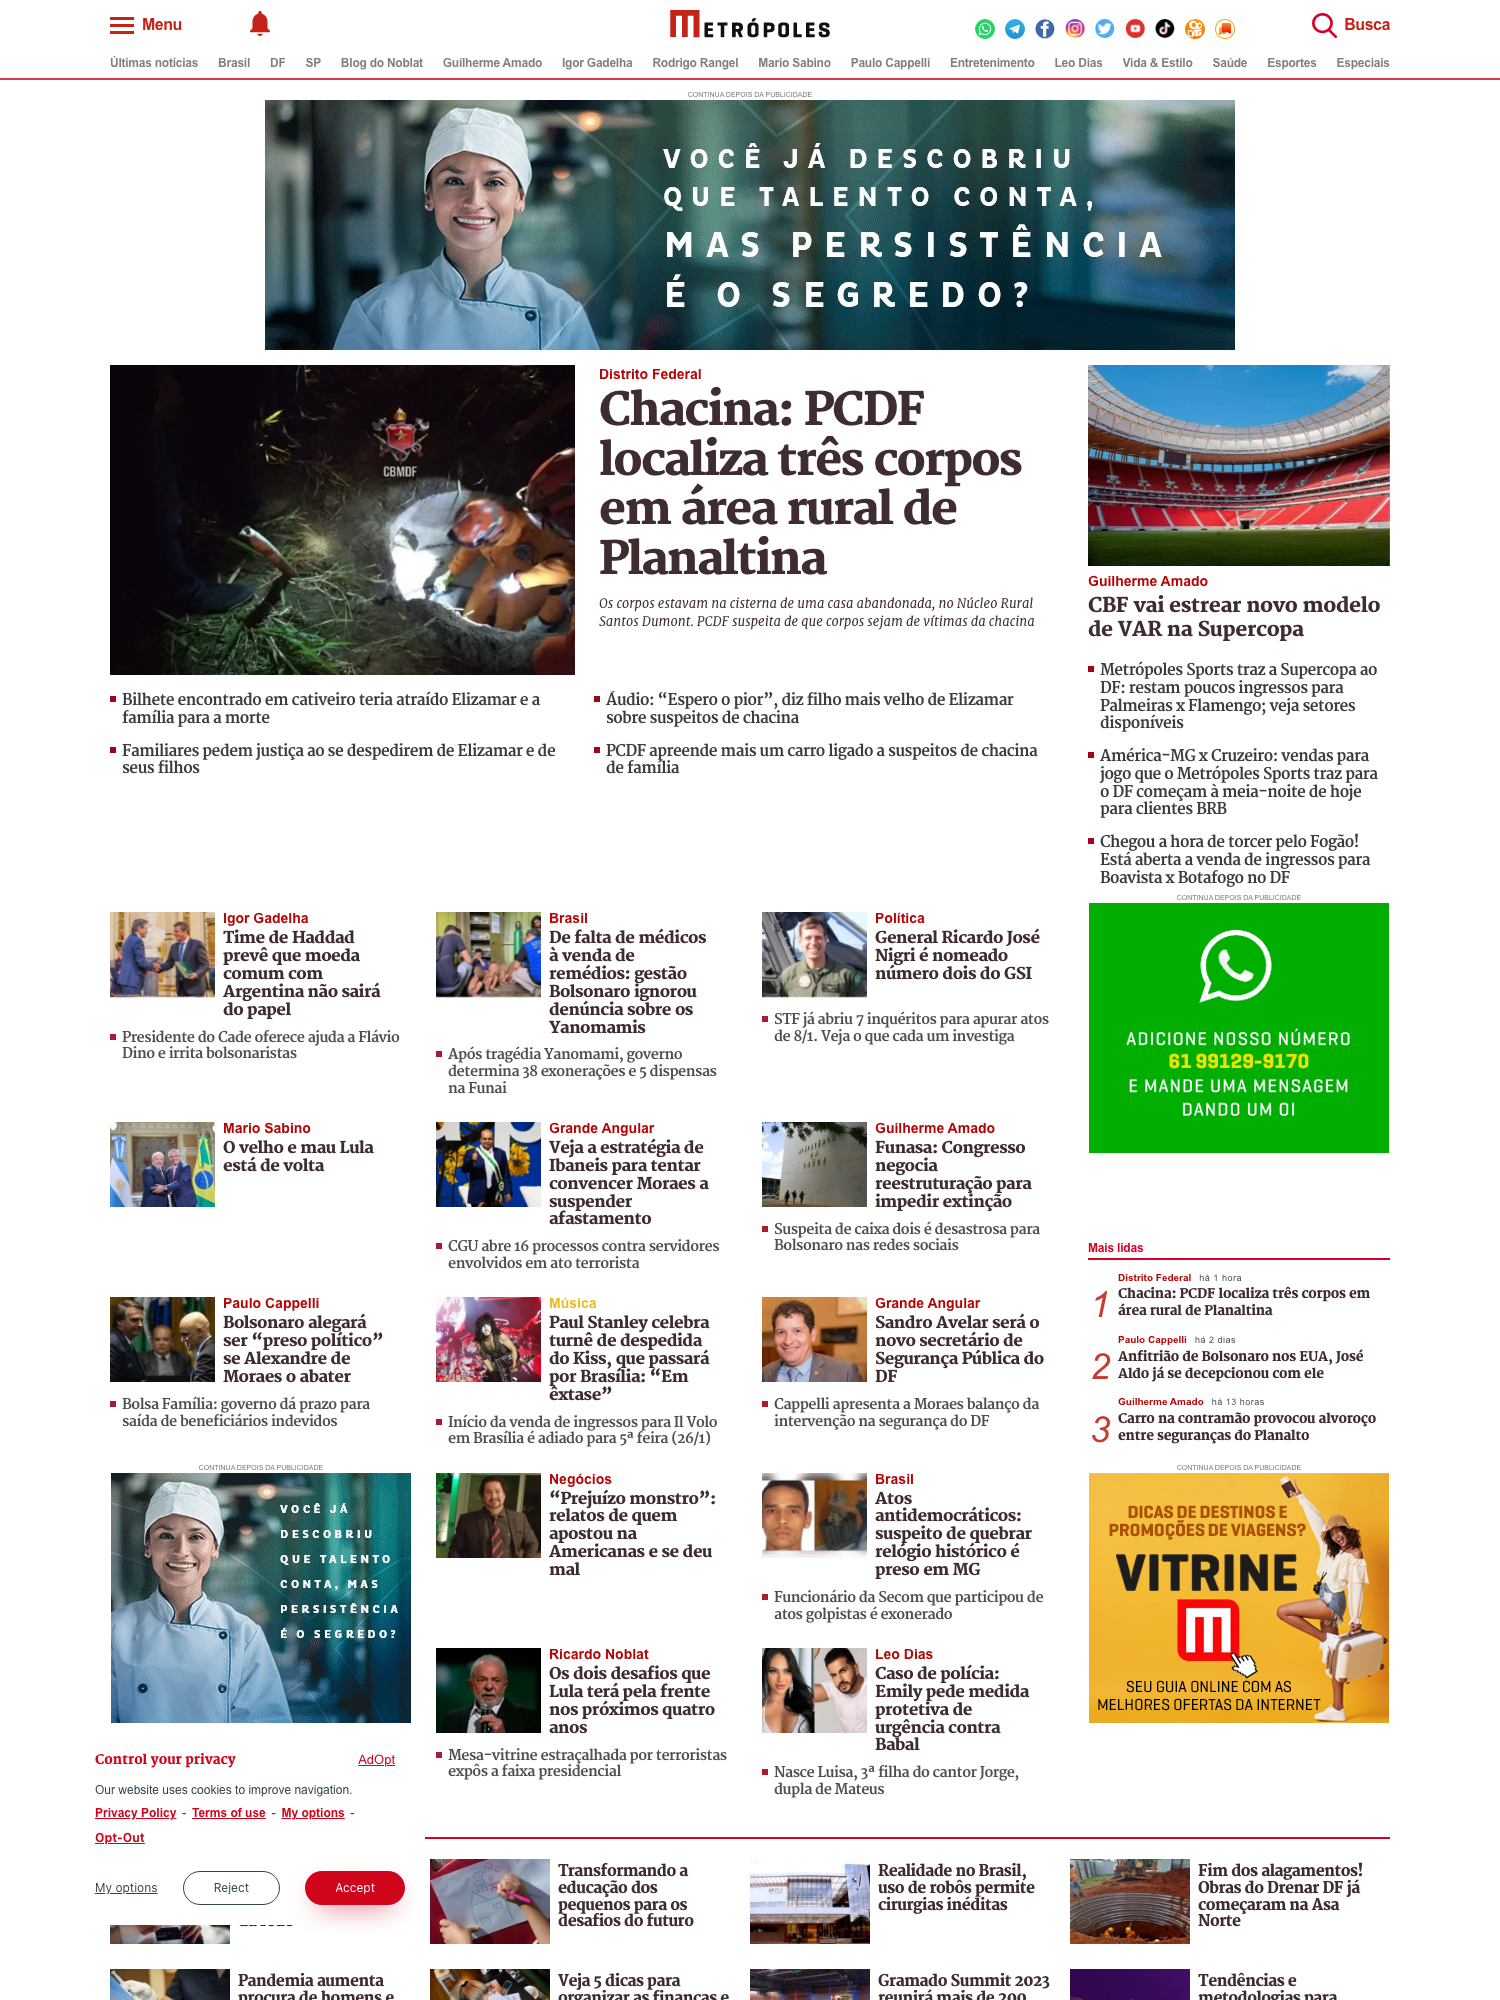 Menu
METRÓPOLES
Busca
Últimas notícias Brasil DF SP Blog do Noblat Guilherme Amado Igor Gadelha Rodrigo Rangel Mario Sabino Paulo Cappelli Entretenimento Leo Dias Vida & Estilo Saúde Esportes Especiais
CONTINUA DEPOIS DA PUBLICIDADE
VOCÊ JÁ DESCOBRIU
QUE TALENTO CONTA,
MAS PERSISTÊNCIA
É O SEGREDO?
CBMDF
Distrito Federal
Chacina: PCDF
localiza três corpos
em área rural de
Planaltina
Os corpos estavam na cisterna de uma casa abandonada, no Núcleo Rural
Santos Dumont. PCDF suspeita de que corpos sejam de vítimas da chacina
Bilhete encontrado em cativeiro teria atraído Elizamar e a
família para a morte
Áudio: “Espero o pior”, diz filho mais velho de Elizamar
sobre suspeitos de chacina
Familiares pedem justiça ao se despedirem de Elizamar e de
seus filhos
PCDF apreende mais um carro ligado a suspeitos de chacina
de família
Guilherme Amado
CBF vai estrear novo modelo
de VAR na Supercopa
Metrópoles Sports traz a Supercopa ao
DF: restam poucos ingressos para
Palmeiras x Flamengo; veja setores
disponíveis
América-MG x Cruzeiro: vendas para
jogo que o Metrópoles Sports traz para
o DF começam à meia-noite de hoje
para clientes BRB
Chegou a hora de torcer pelo Fogão!
Está aberta a venda de ingressos para
Boavista x Botafogo no DF
CONTINUA DEPOIS DA PUBLICIDADE
ADICIONE NOSSO NÚMERO
61 99129-9170
E MANDE UMA MENSAGEM
DANDO UM OI
Igor Gadelha
Time de Haddad
prevê que moeda
comum com
Argentina não sairá
do papel
Presidente do Cade oferece ajuda a Flávio
Dino e irrita bolsonaristas
Brasil
De falta de médicos
à venda de
remédios: gestão
Bolsonaro ignorou
denúncia sobre os
Yanomamis
Após tragédia Yanomami, governo
determina 38 exonerações e 5 dispensas
na Funai
Política
General Ricardo José
Nigri é nomeado
número dois do GSI
STF já abriu 7 inquéritos para apurar atos
de 8/1. Veja o que cada um investiga
Mario Sabino
O velho e mau Lula
está de volta
Grande Angular
Veja a estratégia de
Ibaneis para tentar
convencer Moraes a
suspender
afastamento
CGU abre 16 processos contra servidores
envolvidos em ato terrorista
Guilherme Amado
Funasa: Congresso
negocia
reestruturação para
impedir extinção
Suspeita de caixa dois é desastrosa para
Bolsonaro nas redes sociais
Mais lidas
Distrito Federal há 1 hora
1 Chacina: PCDF localiza três corpos em
área rural de Planaltina
Paulo Cappelli há 2 dias
2 Anfitrião de Bolsonaro nos EUA, José
Aldo já se decepcionou com ele
Guilherme Amado há 13 horas
3 Carro na contramão provocou alvoroço
entre seguranças do Planalto
Paulo Cappelli
Bolsonaro alegará
ser “preso político”
se Alexandre de
Moraes o abater
Bolsa Família: governo dá prazo para
saída de beneficiários indevidos
Música
Paul Stanley celebra
turnê de despedida
do Kiss, que passará
por Brasília: “Em
êxtase”
Início da venda de ingressos para Il Volo
em Brasília é adiado para 5ª feira (26/1)
Grande Angular
Sandro Avelar será o
novo secretário de
Segurança Pública do
DF
Cappelli apresenta a Moraes balanço da
intervenção na segurança do DF
CONTINUA DEPOIS DA PUBLICIDADE
VOCÊ JÁ
DESCOBRIU
QUE TALENTO
CONTA, MAS
PERSISTÊNCIA
É O SEGREDO?
Negócios
“Prejuízo monstro”:
relatos de quem
apostou na
Americanas e se deu
mal
Brasil
Atos
antidemocráticos:
suspeito de quebrar
relógio histórico é
preso em MG
Funcionário da Secom que participou de
atos golpistas é exonerado
CONTINUA DEPOIS DA PUBLICIDADE
DICAS DE DESTINOS E
PROMOÇÕES DE VIAGENS?
VITRINE
M
SEU GUIA ONLINE COM AS
MELHORES OFERTAS DA INTERNET
Ricardo Noblat
Os dois desafios que
Lula terá pela frente
nos próximos quatro
anos
Mesa-vitrine estraçalhada por terroristas
expôs a faixa presidencial
Leo Dias
Caso de polícia:
Emily pede medida
protetiva de
urgência contra
Babal
Nasce Luisa, 3ª filha do cantor Jorge,
dupla de Mateus
Control your privacy AdOpt
Our website uses cookies to improve navigation.
Privacy Policy - Terms of use - My options -
Opt-Out
My options Reject Accept
Transformando a
educação dos
pequenos para os
desafios do futuro
Realidade no Brasil,
uso de robôs permite
cirurgias inéditas
Fim dos alagamentos!
Obras do Drenar DF já
começaram na Asa
Norte
Pandemia aumenta
procura de homens e
Veja 5 dicas para
organizar as finanças e
Gramado Summit 2023
reunirá mais de 200
Tendências e
metodologias para